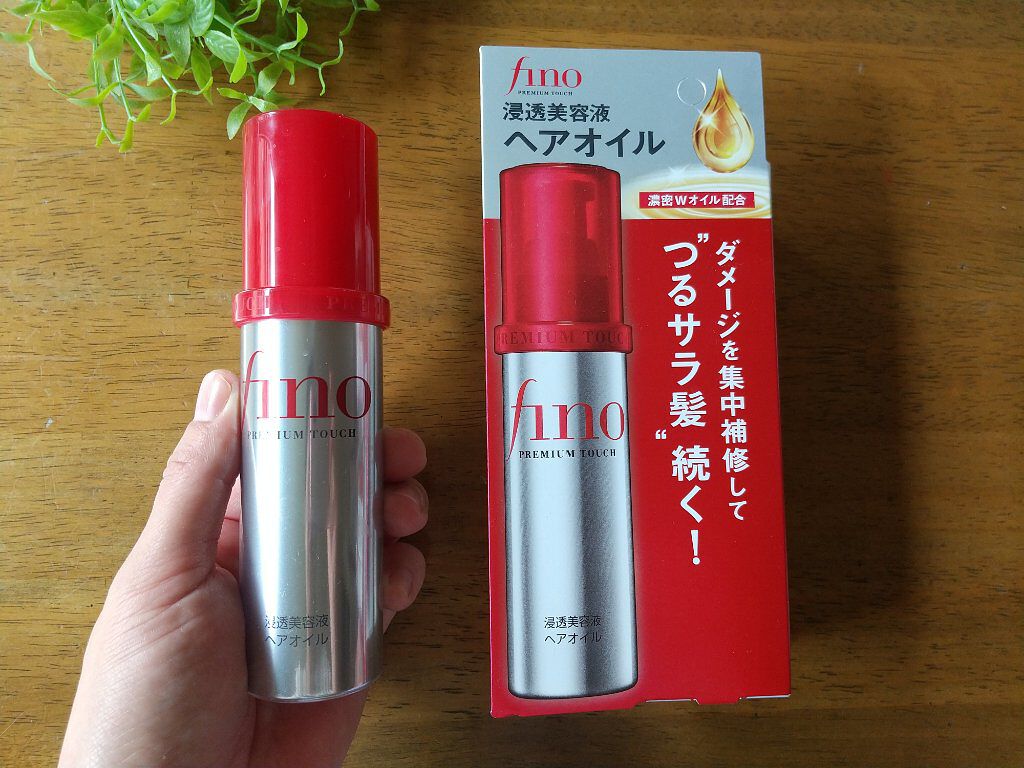 fino
PREMIUM TOUCH
浸透美容液
ヘアオイル
fino
PREMIUM TOUCH
浸透美容液
ヘアオイル
濃密Wオイル配合
ダメージを集中補修して
"つるサラ髪"続く!
PREMIUM TOUC
fino
PREMIUM TOUCH
浸透美容液
ヘアオイル